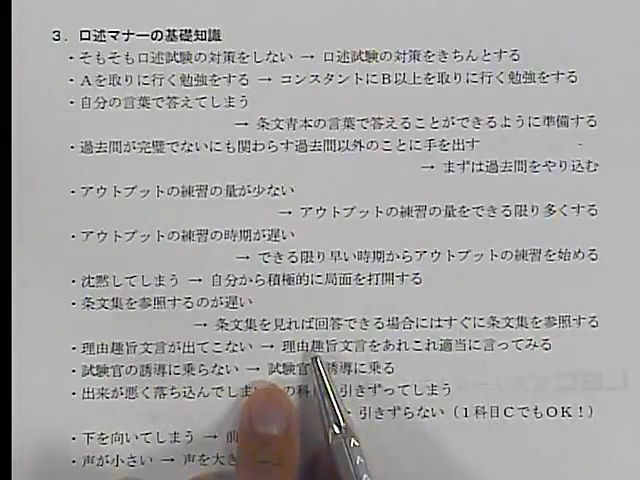 3．口述マナーの基礎知識
・そもそも口述試験の対策をしない → 口述試験の対策をきちんとする
・Ａを取りに行く勉強をする → コンスタントにＢ以上を取りに行く勉強をする
・自分の言葉で答えてしまう
→ 条文青本の言葉で答えることができるように準備する
・過去問が完璧でないにも関わらず過去問以外のことに手を出す
→ まずは過去問をやり込む
・アウトプットの練習の量が少ない
→ アウトプットの練習の量をできる限り多くする
・アウトプットの練習の時期が遅い
→ できる限り早い時期からアウトプットの練習を始める
・沈黙してしまう → 自分から積極的に局面を打開する
・条文集を参照するのが遅い
→ 条文集を見れば回答できる場合にはすぐに条文集を参照する
・理由趣旨文言が出てこない → 理由趣旨文言をあれこれ適当に言ってみる
・試験官の誘導に乗らない → 試験官 誘導に乗る
・出来が悪く落ち込んでしま の科 引きずってしまう
引きずらない（１科目ＣでもＯＫ！）
・下を向いてしまう → 前
・声が小さい → 声を大き